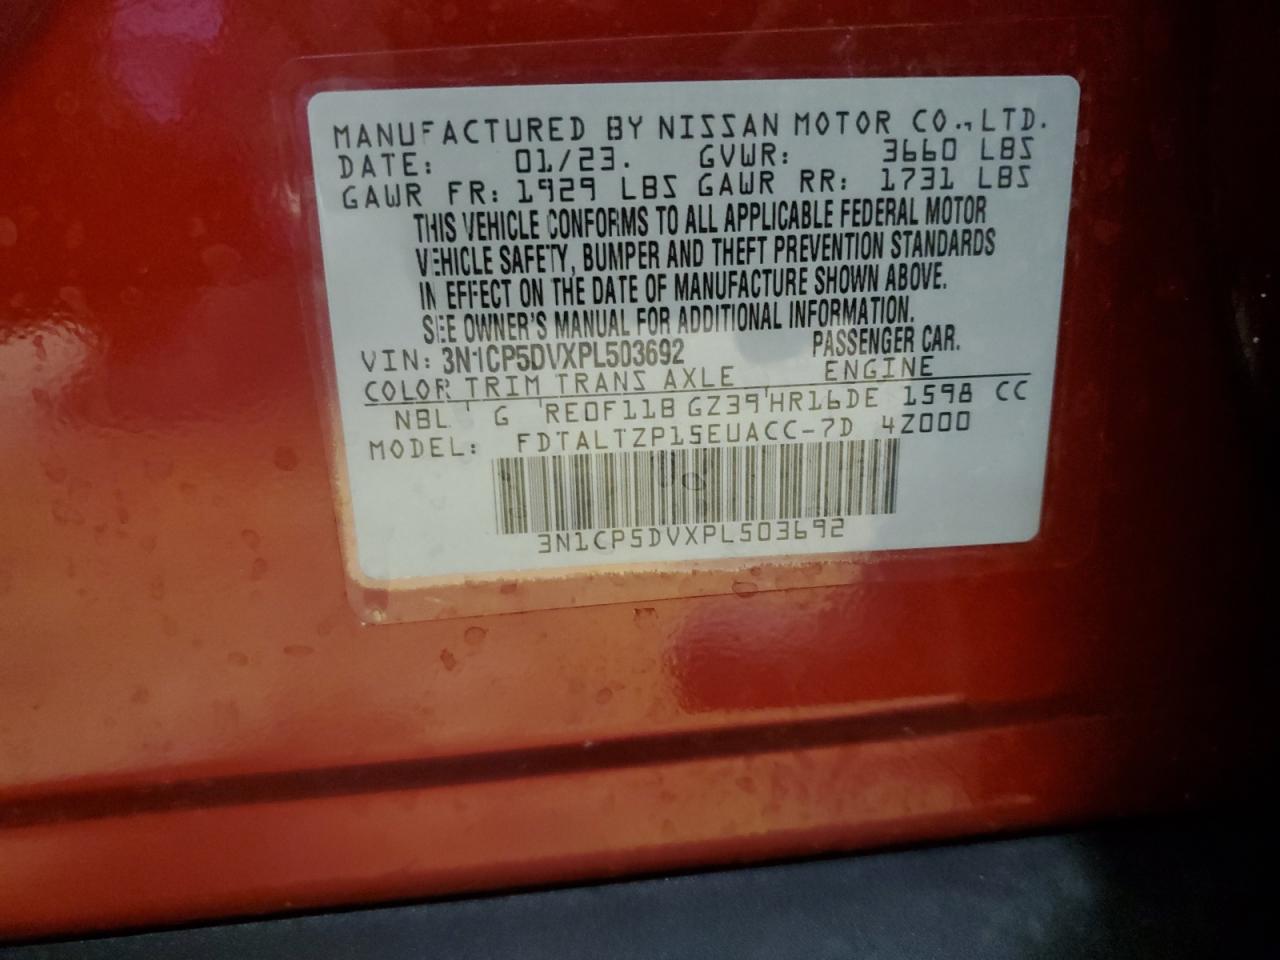 MANUFACTURED BY NISSAN MOTOR CO., LTD.
DATE: 01/23. GVWR: 3660 LBS
GAWR FR: 1929 LBS GAWR RR: 1731 LBS
THIS VEHICLE CONFORMS TO ALL APPLICABLE FEDERAL MOTOR
VEHICLE SAFETY, BUMPER AND THEFT PREVENTION STANDARDS
IN EFFECT ON THE DATE OF MANUFACTURE SHOWN ABOVE.
SEE OWNER'S MANUAL FOR ADDITIONAL INFORMATION.
VIN: 3N1CP5DVXPL503692 PASSENGER CAR.
COLOR TRIM TRANS AXLE ENGINE
NBL G RE0F11B GZ39 HR16DE 1598 CC
MODEL: FDTALTZP15EUACC-7D 4Z000
3N1CP5DVXPL503692